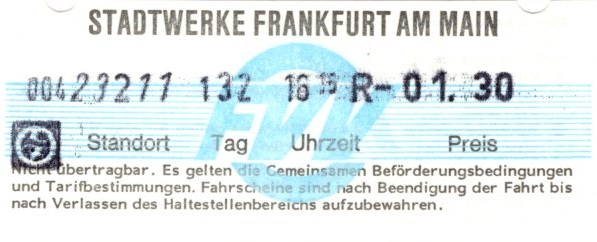 STADTWERKE FRANKFURT AM MAIN
00423211 132 16 15 R- 01.30
Standort Tag Uhrzeit Preis
FVV
Nicht übertragbar. Es gelten die Gemeinsamen Beförderungsbedingungen
und Tarifbestimmungen. Fahrscheine sind nach Beendigung der Fahrt bis
nach Verlassen des Haltestellenbereichs aufzubewahren.